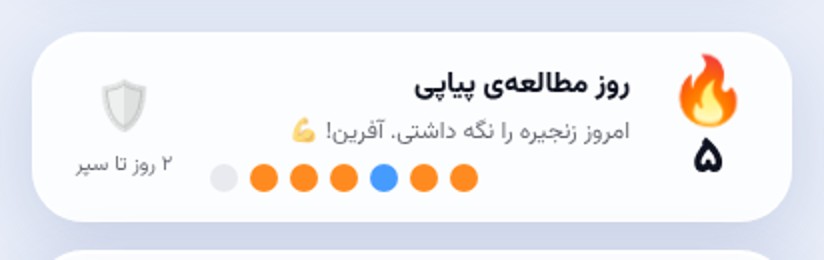 ۵
روز مطالعه‌ی پیاپی
امروز زنجیره را نگه داشتی. آفرین! 💪
۲ روز تا سپر